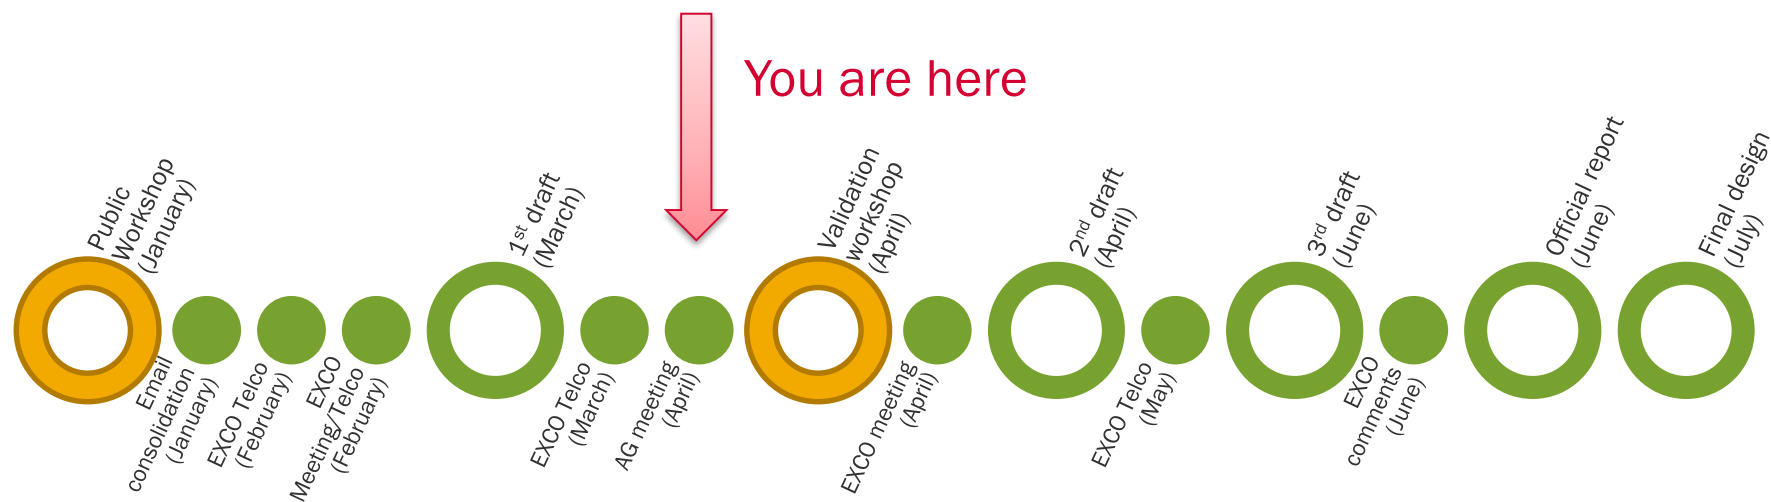 You are here
Public
Workshop
(January)
Email
consolidation
(January)
EXCO Telco
(February)
EXCO
Meeting/Telco
(February)
1st draft
(March)
EXCO Telco
(March)
AG meeting
(April)
Validation
workshop
(April)
EXCO meeting
(April)
2nd draft
(April)
EXCO Telco
(May)
3rd draft
(June)
EXCO
comments
(June)
Official report
(June)
Final design
(July)